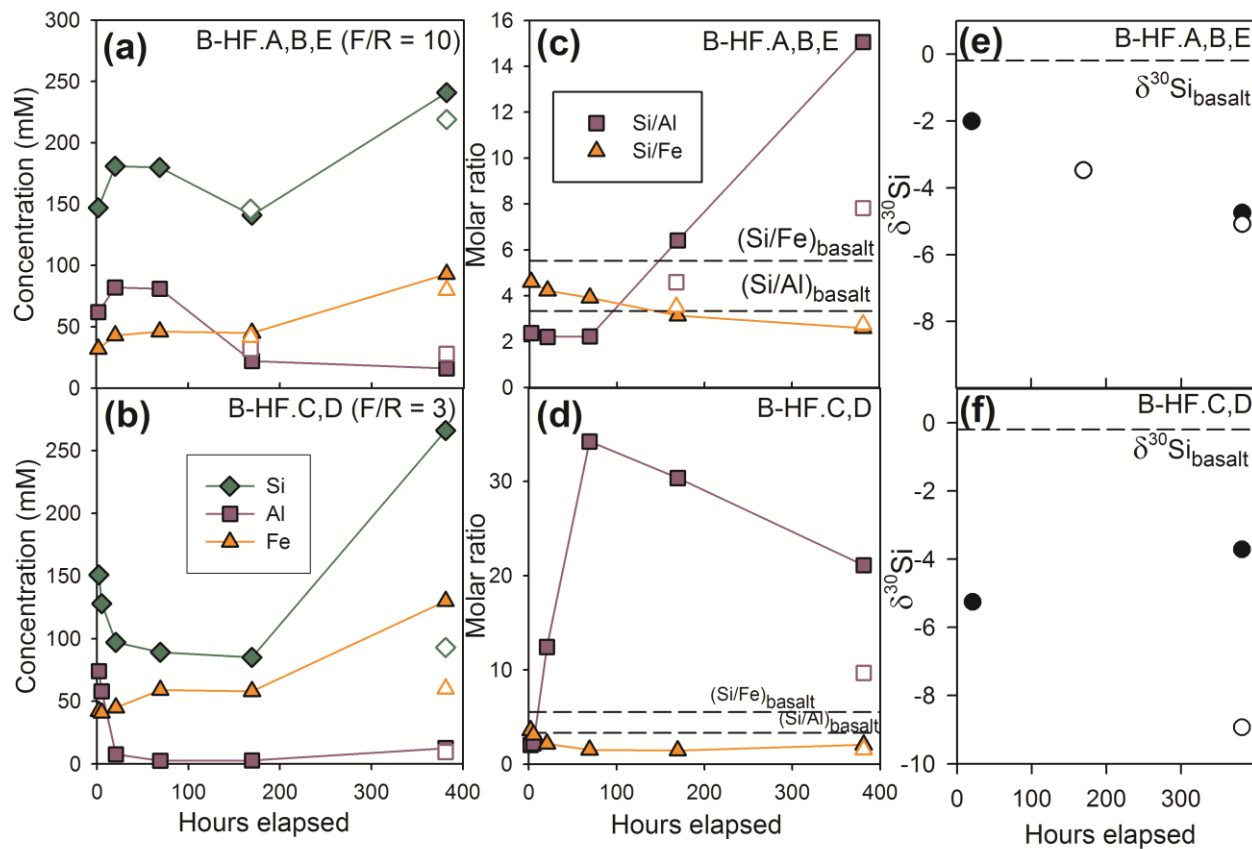 (a) B-HF.A,B,E (F/R = 10)
Concentration (mM)
300
250
200
150
100
50
0
(b) B-HF.C,D (F/R = 3)
Si
Al
Fe
Concentration (mM)
250
200
150
100
50
0
0 100 200 300 400
Hours elapsed
(c) B-HF.A,B,E
Si/Al
Si/Fe
(Si/Fe)basalt
(Si/Al)basalt
Molar ratio
16
14
12
10
8
6
4
2
0
(d) B-HF.C,D
(Si/Fe)basalt
(Si/Al)basalt
Molar ratio
30
20
10
0
0 100 200 300 400
Hours elapsed
(e) B-HF.A,B,E
δ30Sibasalt
δ30Si
0
-2
-4
-6
-8
(f) B-HF.C,D
δ30Sibasalt
δ30Si
0
-2
-4
-6
-8
-10
0 100 200 300
Hours elapsed